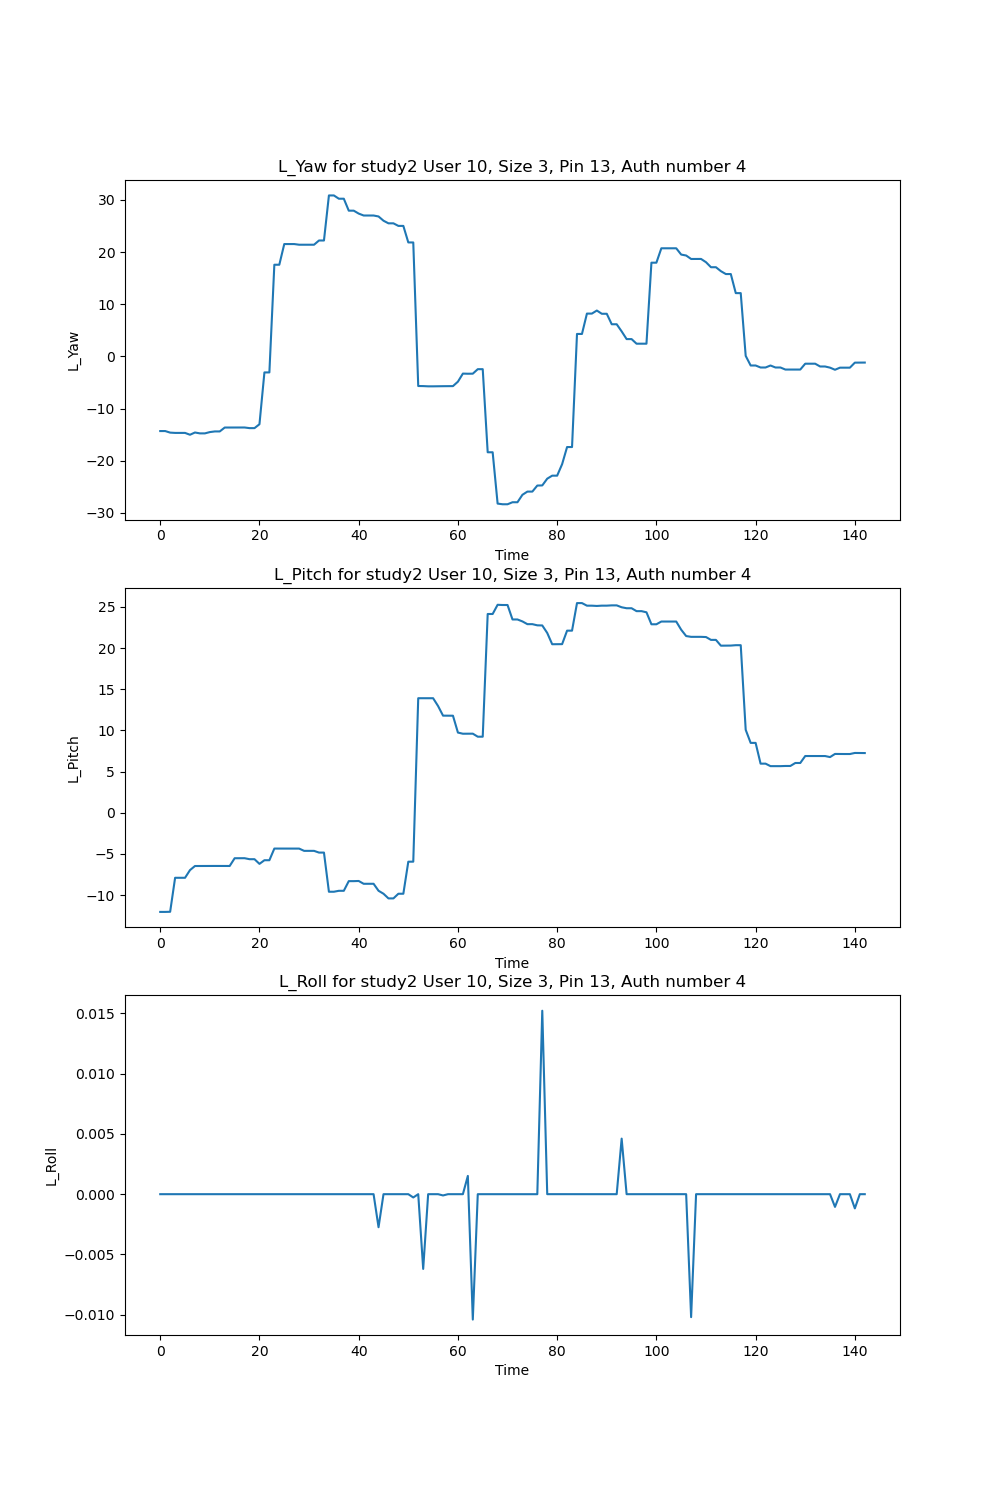 L_Yaw for study2 User 10, Size 3, Pin 13, Auth number 4
30
20
10
0
−10
−20
−30
L_Yaw
0 20 40 60 80 100 120 140
Time
L_Pitch for study2 User 10, Size 3, Pin 13, Auth number 4
25
20
15
10
5
0
−5
−10
L_Pitch
0 20 40 60 80 100 120 140
Time
L_Roll for study2 User 10, Size 3, Pin 13, Auth number 4
0.015
0.010
0.005
0.000
−0.005
−0.010
L_Roll
0 20 40 60 80 100 120 140
Time